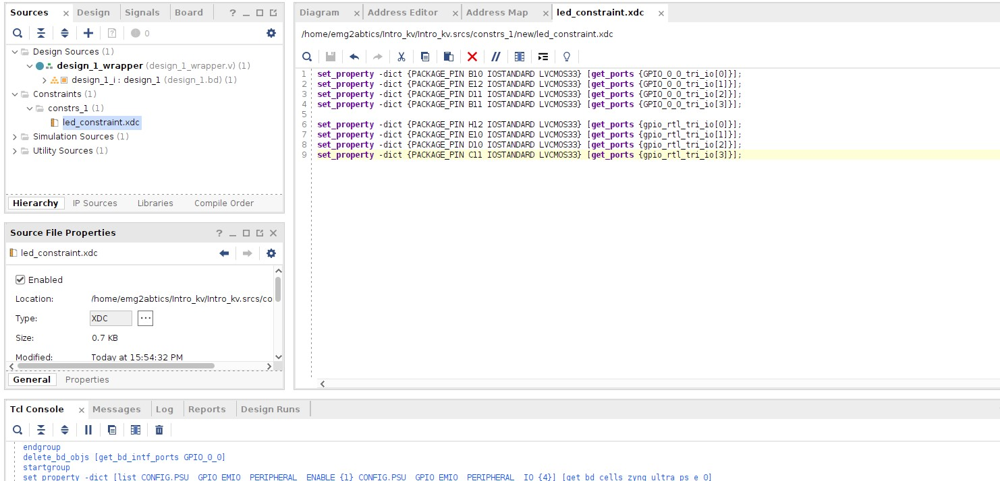 Sources × Design Signals Board ?
0
Design Sources (1)
design_1_wrapper (design_1_wrapper.v) (1)
design_1_i : design_1 (design_1.bd) (1)
Constraints (1)
constrs_1 (1)
led_constraint.xdc
Simulation Sources (1)
Utility Sources (1)
Hierarchy IP Sources Libraries Compile Order
Source File Properties ?
led_constraint.xdc
Enabled
Location: /home/emg2abtics/Intro_kv/Intro_kv.srcs/co
Type: XDC ...
Size: 0.7 KB
Modified: Today at 15:54:32 PM
General Properties
Diagram × Address Editor × Address Map × led_constraint.xdc ×
/home/emg2abtics/Intro_kv/Intro_kv.srcs/constrs_1/new/led_constraint.xdc
1 set_property -dict {PACKAGE_PIN B10 IOSTANDARD LVCMOS33} [get_ports {GPIO_0_0_tri_io[0]}];
2 set_property -dict {PACKAGE_PIN E12 IOSTANDARD LVCMOS33} [get_ports {GPIO_0_0_tri_io[1]}];
3 set_property -dict {PACKAGE_PIN D11 IOSTANDARD LVCMOS33} [get_ports {GPIO_0_0_tri_io[2]}];
4 set_property -dict {PACKAGE_PIN B11 IOSTANDARD LVCMOS33} [get_ports {GPIO_0_0_tri_io[3]}];
5
6 set_property -dict {PACKAGE_PIN H12 IOSTANDARD LVCMOS33} [get_ports {gpio_rtl_tri_io[0]}];
7 set_property -dict {PACKAGE_PIN E10 IOSTANDARD LVCMOS33} [get_ports {gpio_rtl_tri_io[1]}];
8 set_property -dict {PACKAGE_PIN D10 IOSTANDARD LVCMOS33} [get_ports {gpio_rtl_tri_io[2]}];
9 set_property -dict {PACKAGE_PIN C11 IOSTANDARD LVCMOS33} [get_ports {gpio_rtl_tri_io[3]}];
Tcl Console × Messages Log Reports Design Runs
endgroup
delete_bd_objs [get_bd_intf_ports GPIO_0_0]
startgroup
set_property -dict [list CONFIG.PSU__GPIO_EMIO__PERIPHERAL__ENABLE {1} CONFIG.PSU__GPIO_EMIO__PERIPHERAL__IO {4}] [get_bd_cells zynq_ultra_ps_e_0]